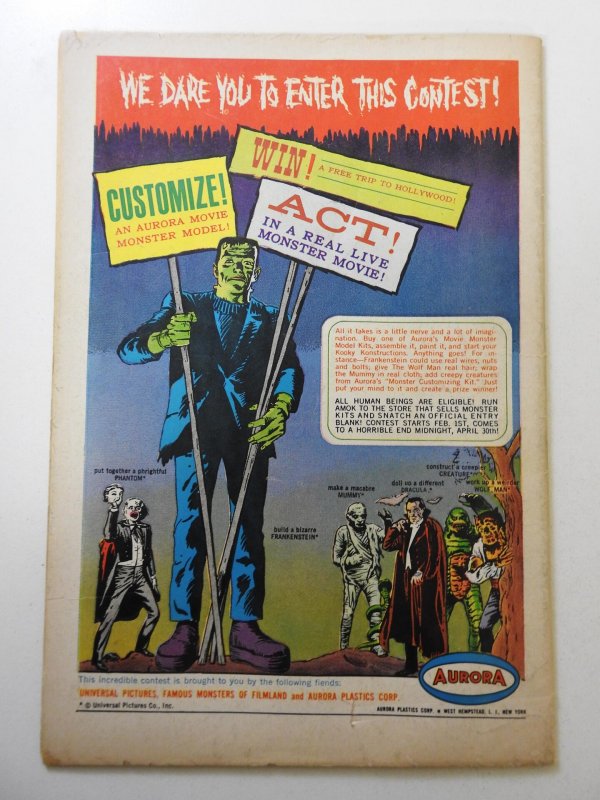 WE DARE YOU TO ENTER THIS CONTEST!
CUSTOMIZE!
AN AURORA MOVIE
MONSTER MODEL!
WIN! A FREE TRIP TO HOLLYWOOD!
ACT!
IN A REAL LIVE
MONSTER MOVIE!
All it takes is a little nerve and a lot of imagi-
nation. Buy one of Aurora's Movie Monster
Model Kits, assemble it, paint it, and start your
Kooky Konstructions. Anything goes! For in-
stance—Frankenstein could use real wires, nuts
and bolts; give The Wolf Man real hair; wrap
the Mummy in real cloth; add creepy creatures
from Aurora's "Monster Customizing Kit." Just
put your mind to it and create a prize winner!
ALL HUMAN BEINGS ARE ELIGIBLE! RUN
AMOK TO THE STORE THAT SELLS MONSTER
KITS AND SNATCH AN OFFICIAL ENTRY
BLANK! CONTEST STARTS FEB. 1ST, COMES
TO A HORRIBLE END MIDNIGHT, APRIL 30th!
put together a phrightful
PHANTOM*
build a bizarre
FRANKENSTEIN*
make a macabre
MUMMY*
doll up a different
DRACULA*
construct a creepier
CREATURE*
work up a weirder
WOLF MAN*
AURORA
This incredible contest is brought to you by the following fiends:
UNIVERSAL PICTURES, FAMOUS MONSTERS OF FILMLAND and AURORA PLASTICS CORP.
* © Universal Pictures Co., Inc.
AURORA PLASTICS CORP. • WEST HEMPSTEAD, L. I., NEW YORK